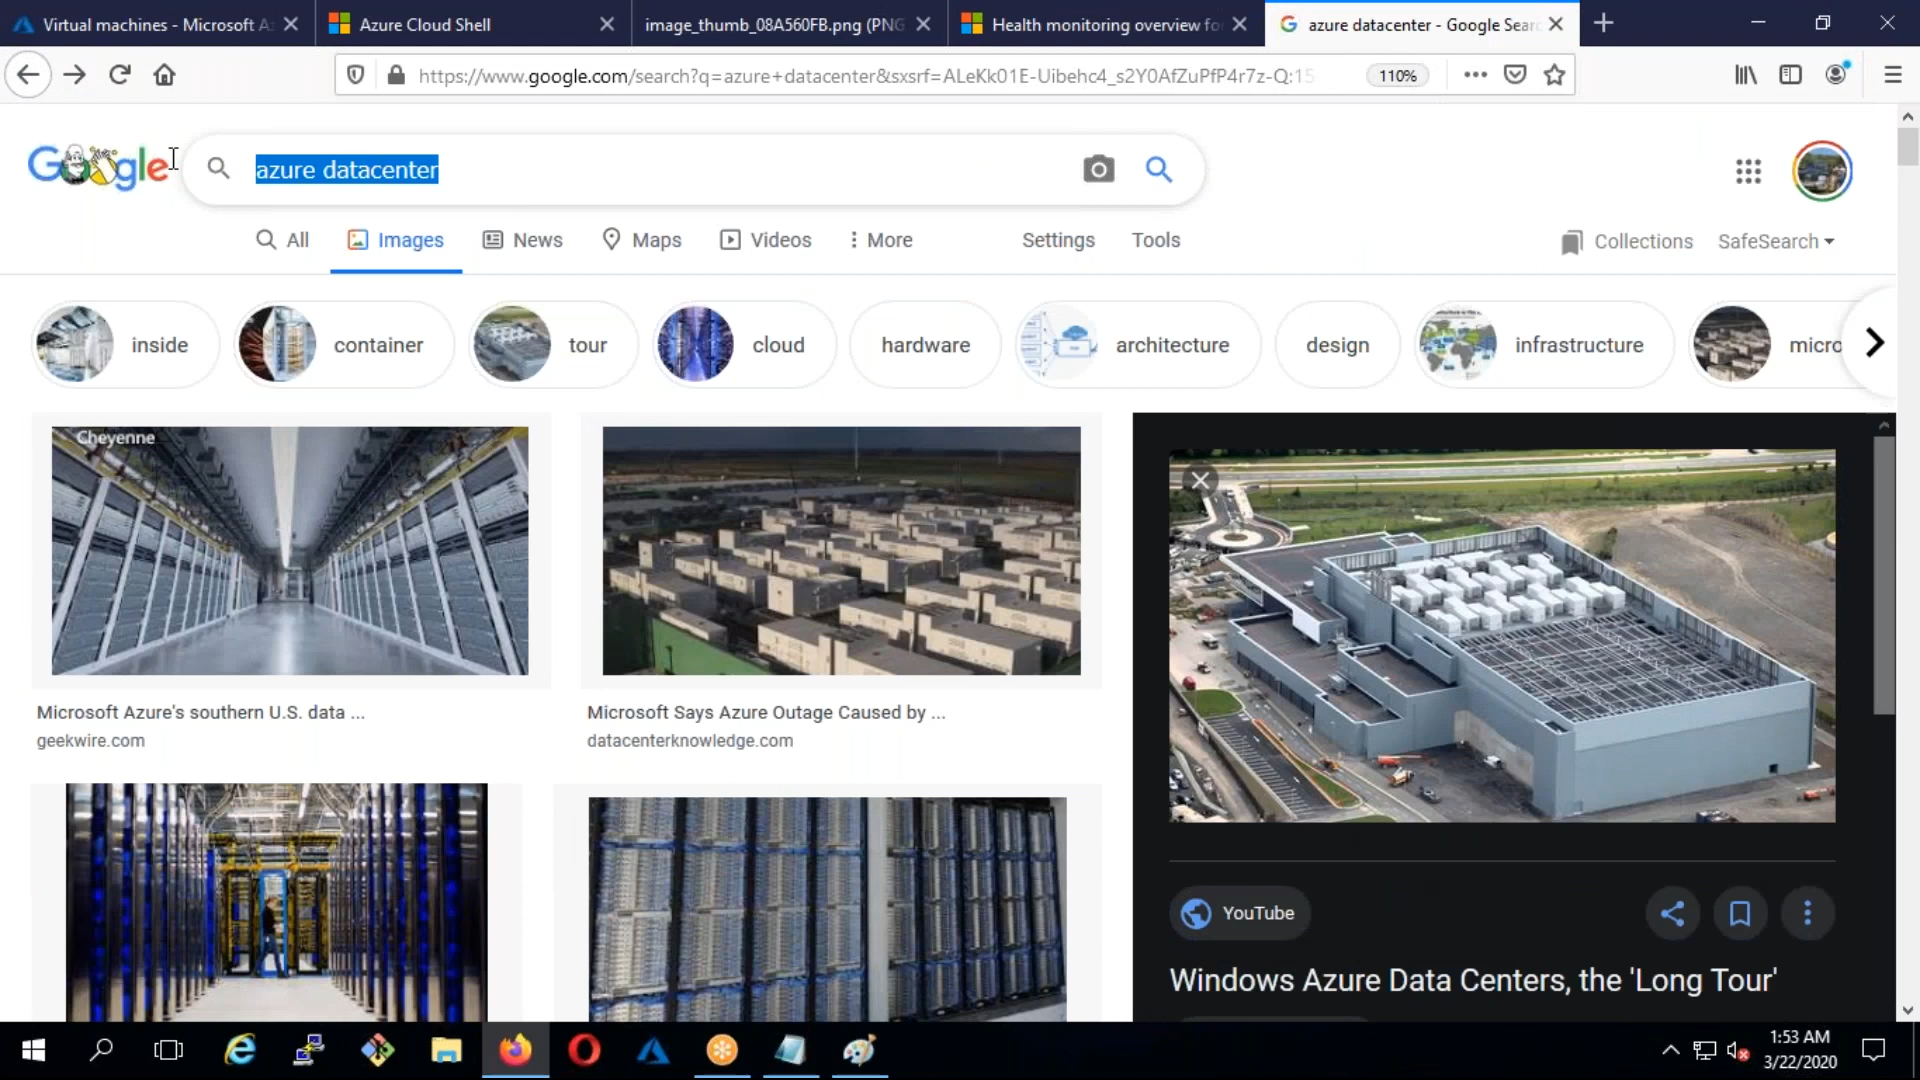 Virtual machines - Microsoft Az
Azure Cloud Shell
image_thumb_08A560FB.png (PNG
Health monitoring overview fo
azure datacenter - Google Sear
https://www.google.com/search?q=azure+datacenter&sxsrf=ALeKk01E-Uibehc4_s2Y0AfZuPfP4r7z-Q:15
110%
Google
azure datacenter
All
Images
News
Maps
Videos
More
Settings
Tools
Collections
SafeSearch
inside
container
tour
cloud
hardware
architecture
design
infrastructure
micro
Cheyenne
Microsoft Azure's southern U.S. data ...
geekwire.com
Microsoft Says Azure Outage Caused by ...
datacenterknowledge.com
YouTube
Windows Azure Data Centers, the 'Long Tour'
1:53 AM
3/22/2020